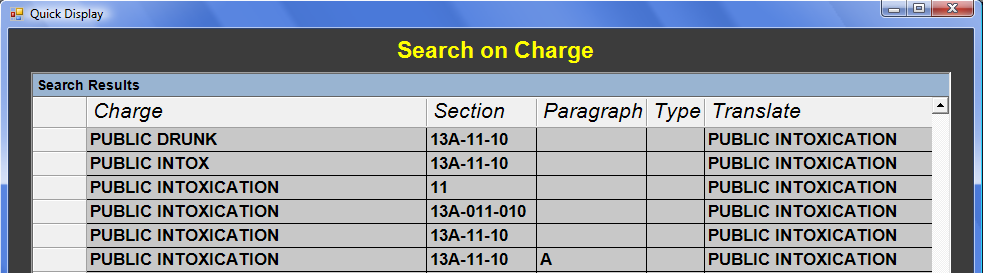 Quick Display
Search on Charge
Search Results
Charge Section Paragraph Type Translate
PUBLIC DRUNK 13A-11-10 PUBLIC INTOXICATION
PUBLIC INTOX 13A-11-10 PUBLIC INTOXICATION
PUBLIC INTOXICATION 11 PUBLIC INTOXICATION
PUBLIC INTOXICATION 13A-011-010 PUBLIC INTOXICATION
PUBLIC INTOXICATION 13A-11-10 PUBLIC INTOXICATION
PUBLIC INTOXICATION 13A-11-10 A PUBLIC INTOXICATION